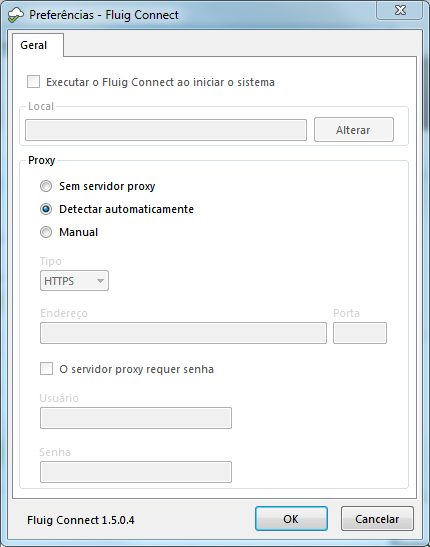 Preferências - Fluig Connect
Geral
Executar o Fluig Connect ao iniciar o sistema
Local
Alterar
Proxy
Sem servidor proxy
Detectar automaticamente
Manual
Tipo
HTTPS
Endereço Porta
O servidor proxy requer senha
Usuário
Senha
Fluig Connect 1.5.0.4 OK Cancelar